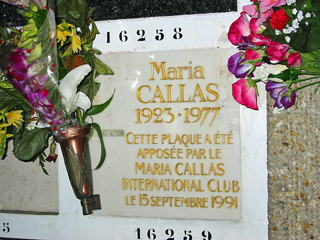 16258
Maria
CALLAS
1923-1977
CETTE PLAQUE A ÉTÉ
APPOSÉE PAR LE
MARIA CALLAS
INTERNATIONAL CLUB
LE 15 SEPTEMBRE 1991
5
16259